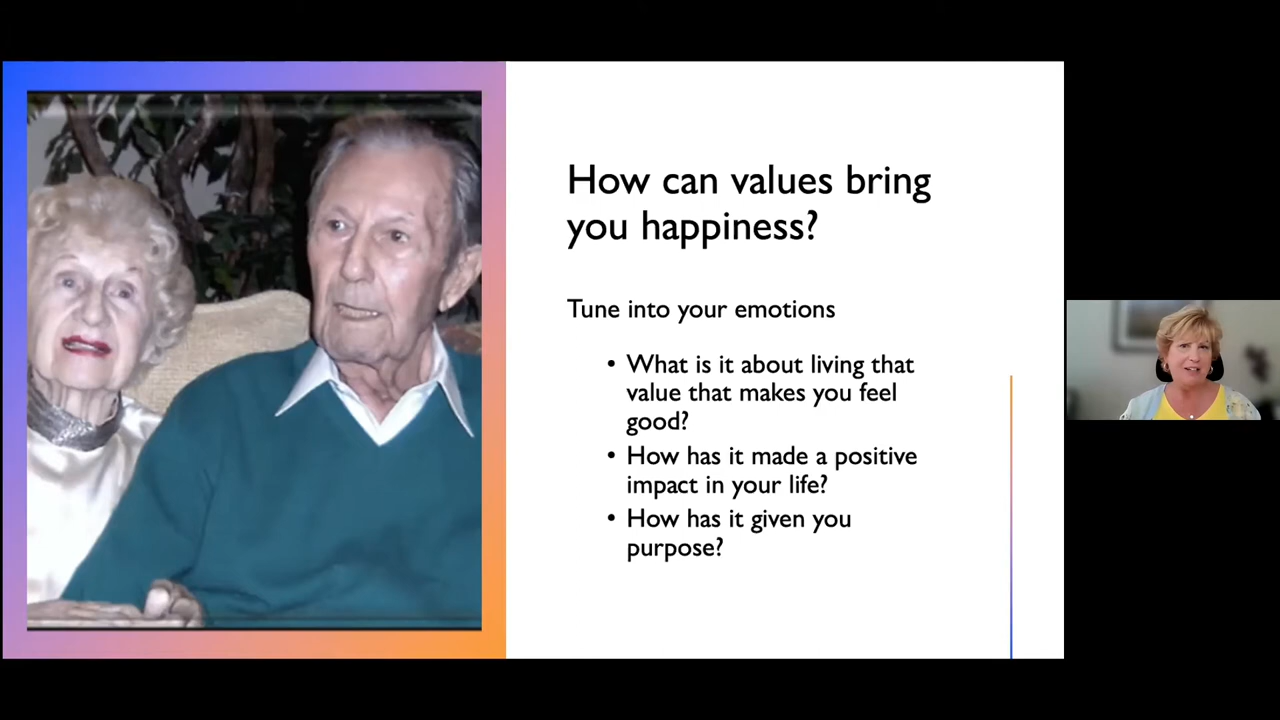 How can values bring
you happiness?
Tune into your emotions
• What is it about living that
value that makes you feel
good?
• How has it made a positive
impact in your life?
• How has it given you
purpose?